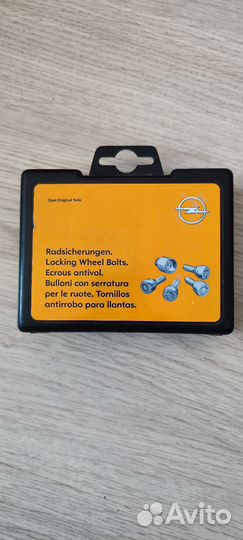 Opel Original Teile
Radsicherungen.
Locking Wheel Bolts.
Ecrous antivol.
Bulloni con serratura
per le ruote. Tornillos
antirrobo para llantas.
Avito